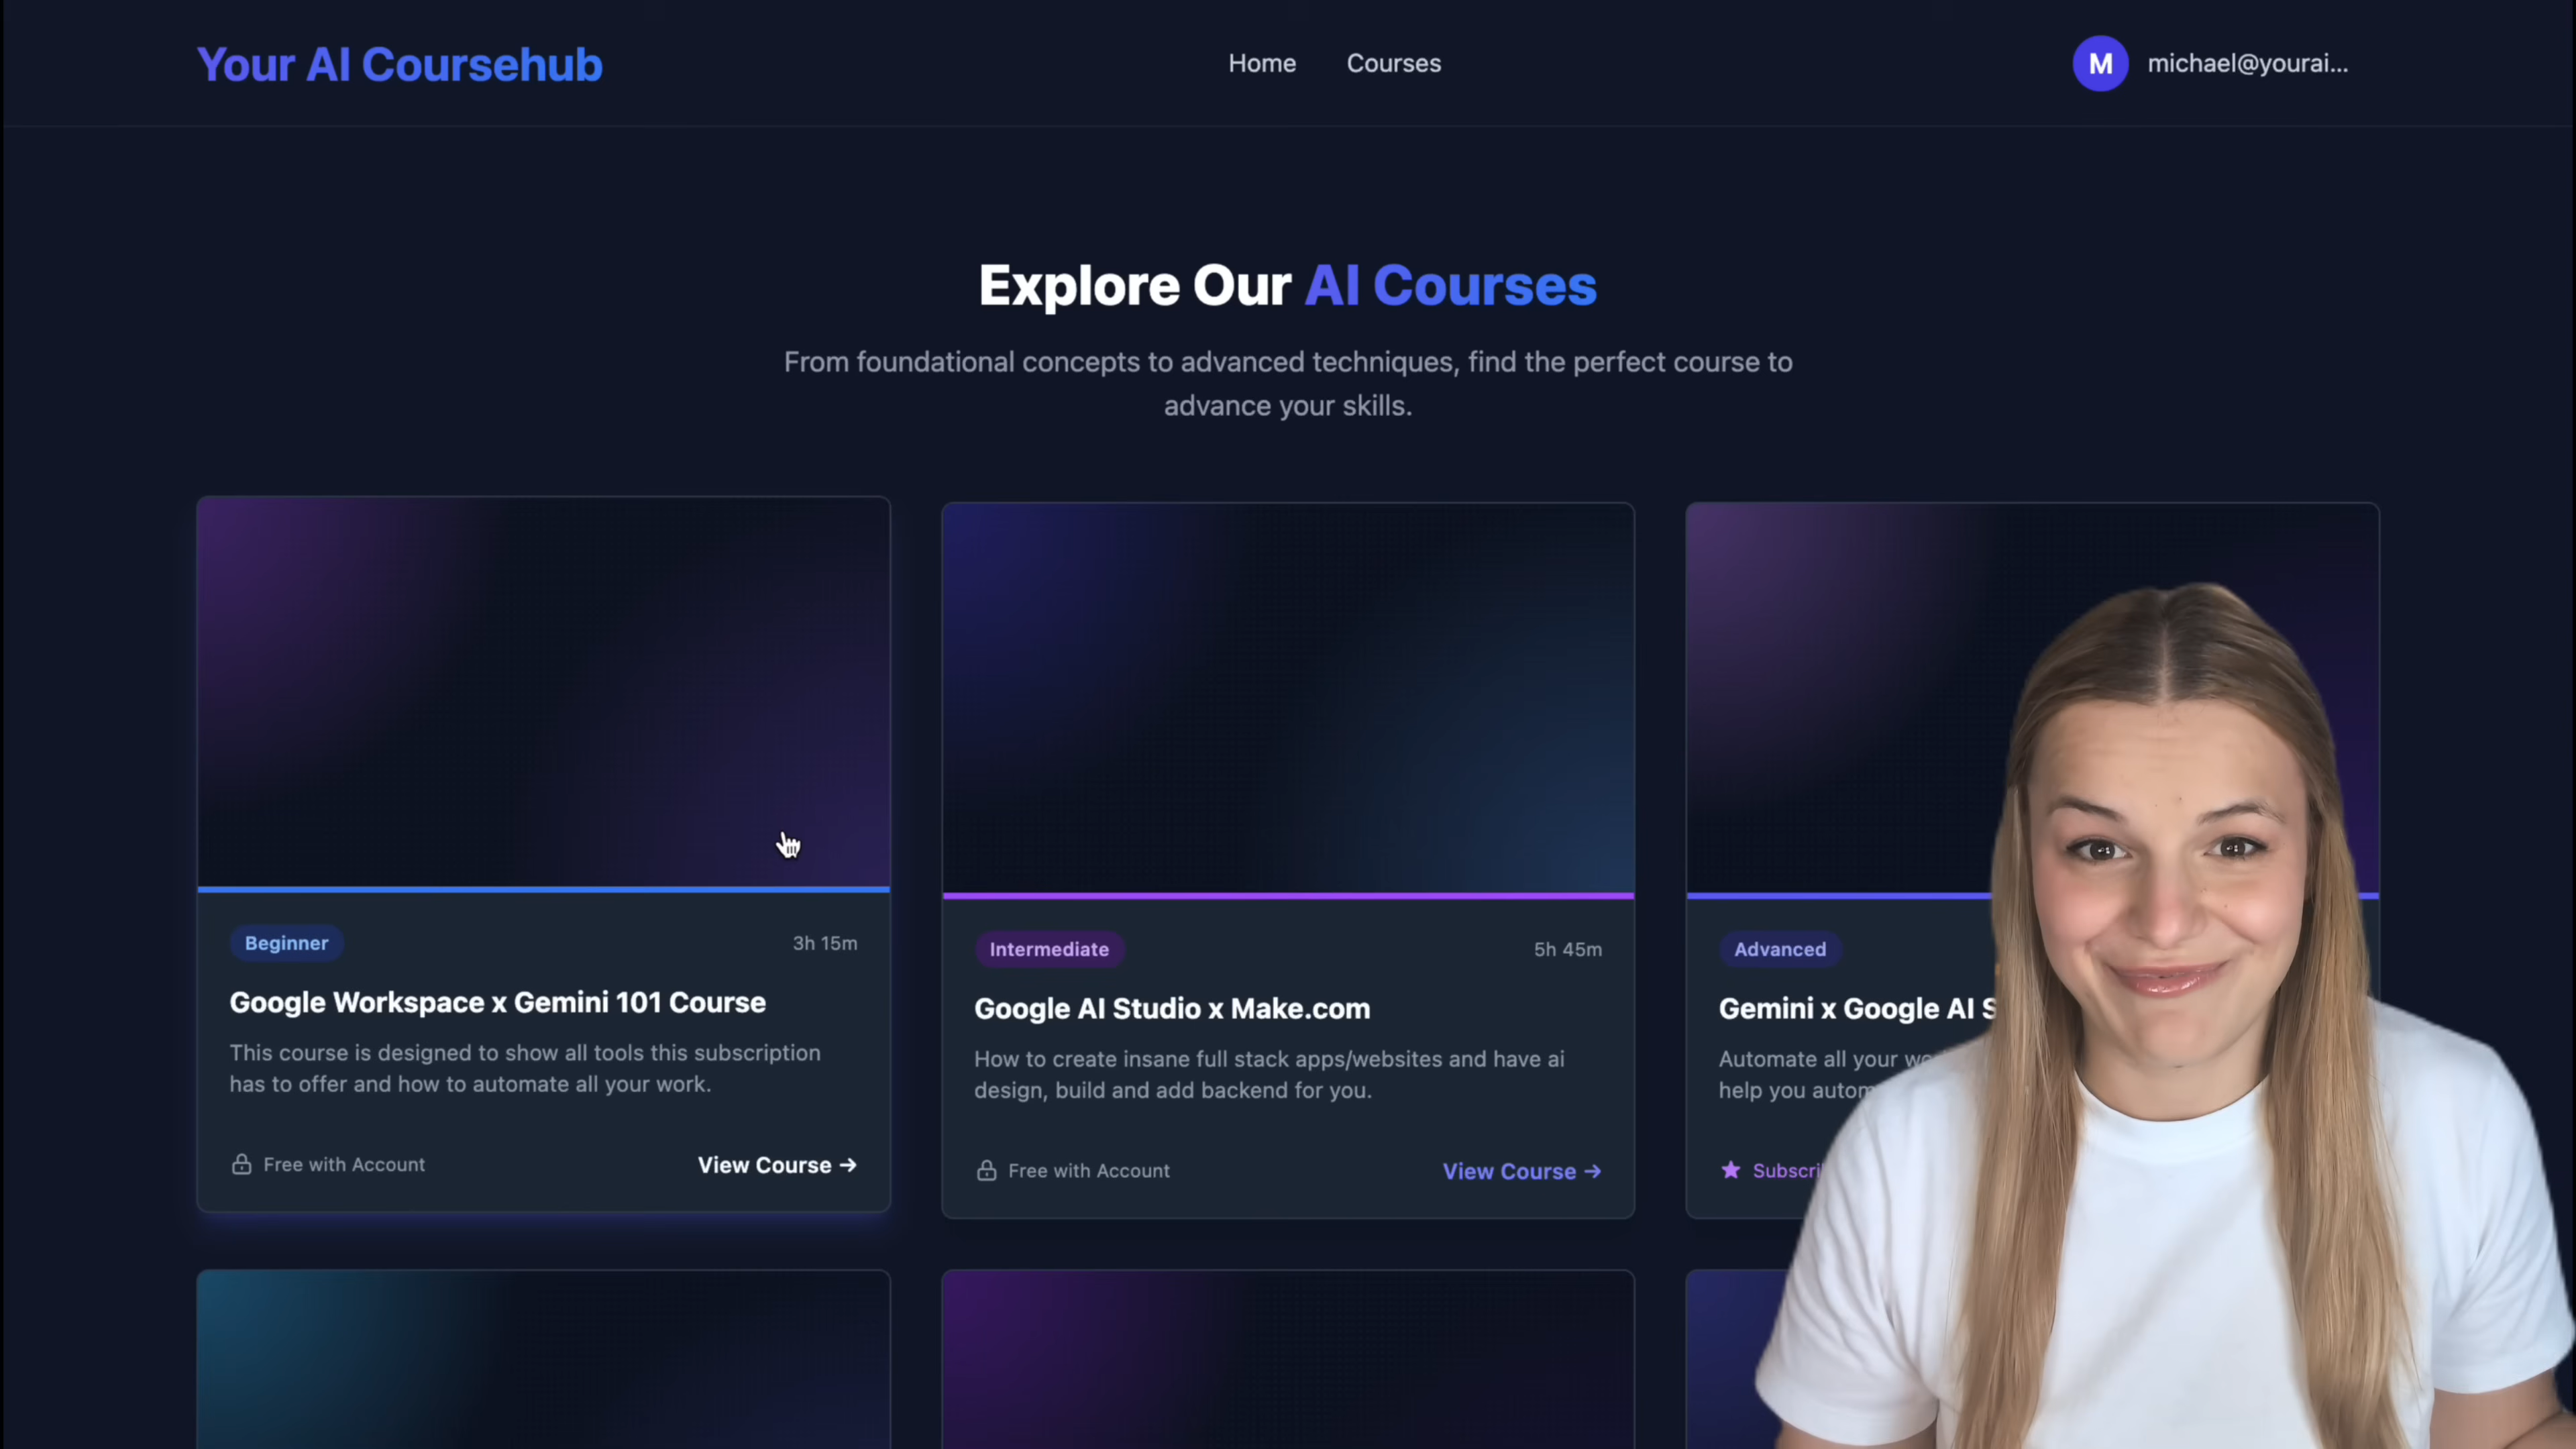 Your AI Coursehub
Home
Courses
M
michael@yourai...
Explore Our AI Courses
From foundational concepts to advanced techniques, find the perfect course to
advance your skills.
Beginner
3h 15m
Google Workspace x Gemini 101 Course
This course is designed to show all tools this subscription
has to offer and how to automate all your work.
Free with Account
View Course →
Intermediate
5h 45m
Google AI Studio x Make.com
How to create insane full stack apps/websites and have ai
design, build and add backend for you.
Free with Account
View Course →
Advanced
Gemini x Google AI
Automate all your
help you